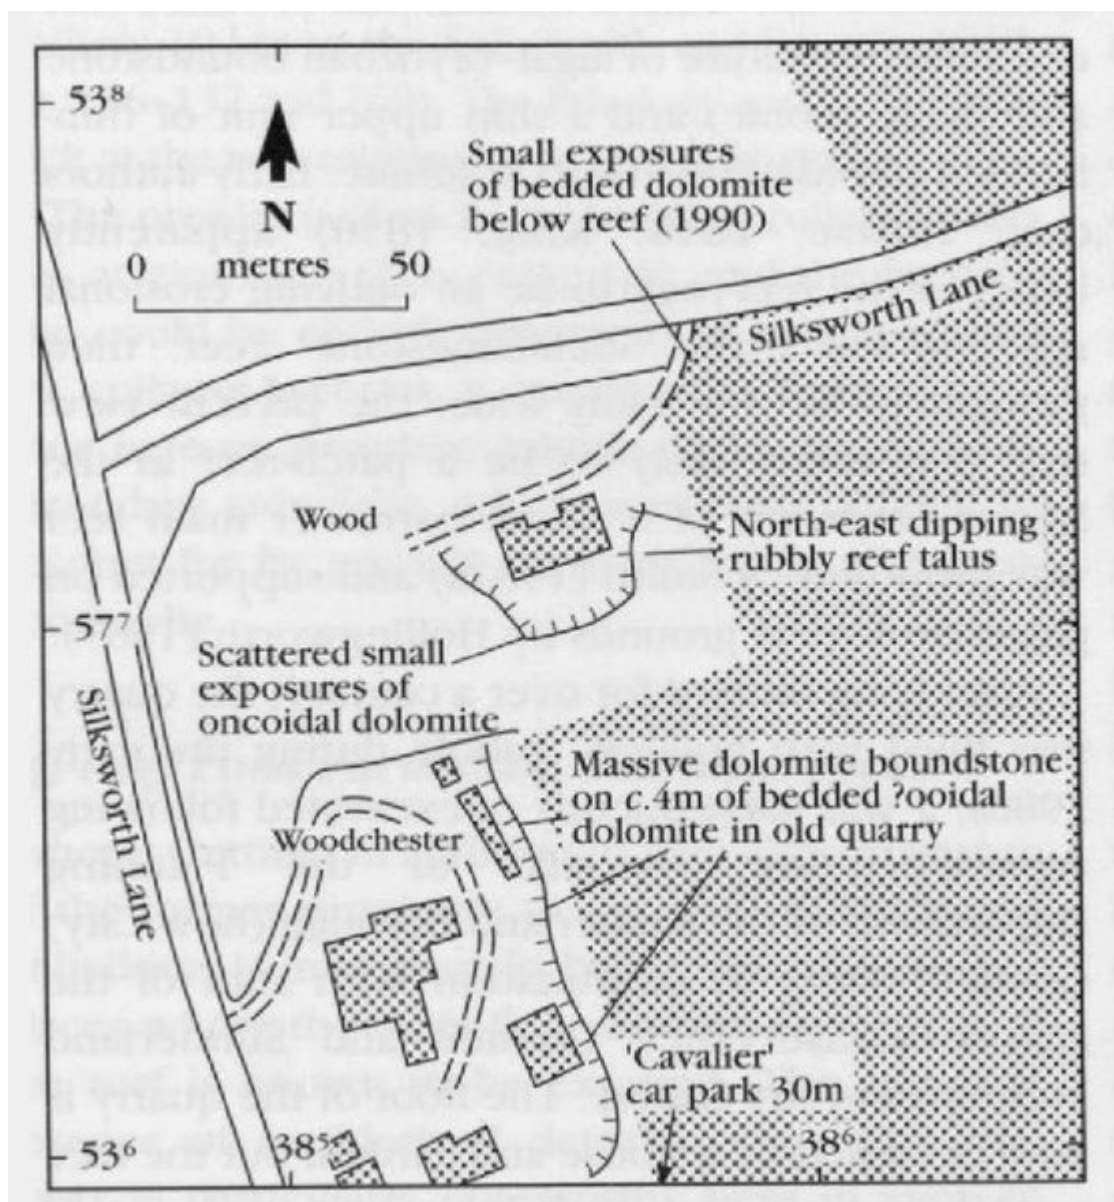 53⁸
Small exposures
of bedded dolomite
below reef (1990)
N
0 metres 50
Silksworth Lane
Wood
North-east dipping
rubbly reef talus
57⁷
Scattered small
exposures of
oncoidal dolomite
Silksworth Lane
Massive dolomite boundstone
on c. 4m of bedded ?ooidal
dolomite in old quarry
Woodchester
'Cavalier'
car park 30m
53⁶
38⁵
38⁶